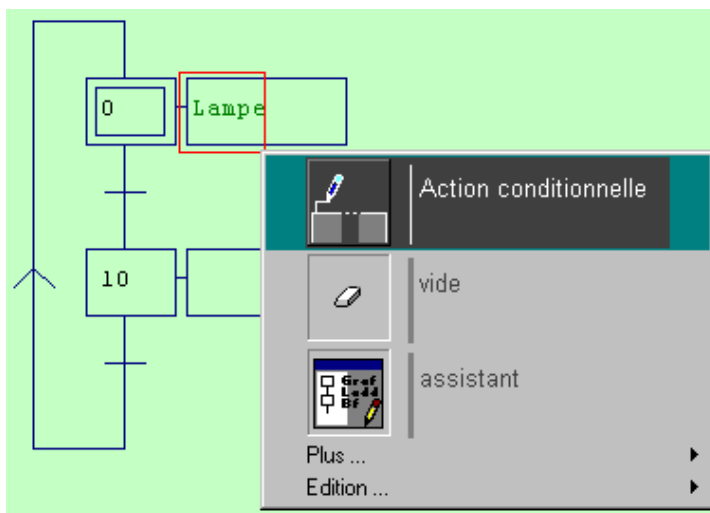 0
Lampe
Action conditionnelle
10
vide
Graf
Ladd
Bf
assistant
Plus ...
Edition ...